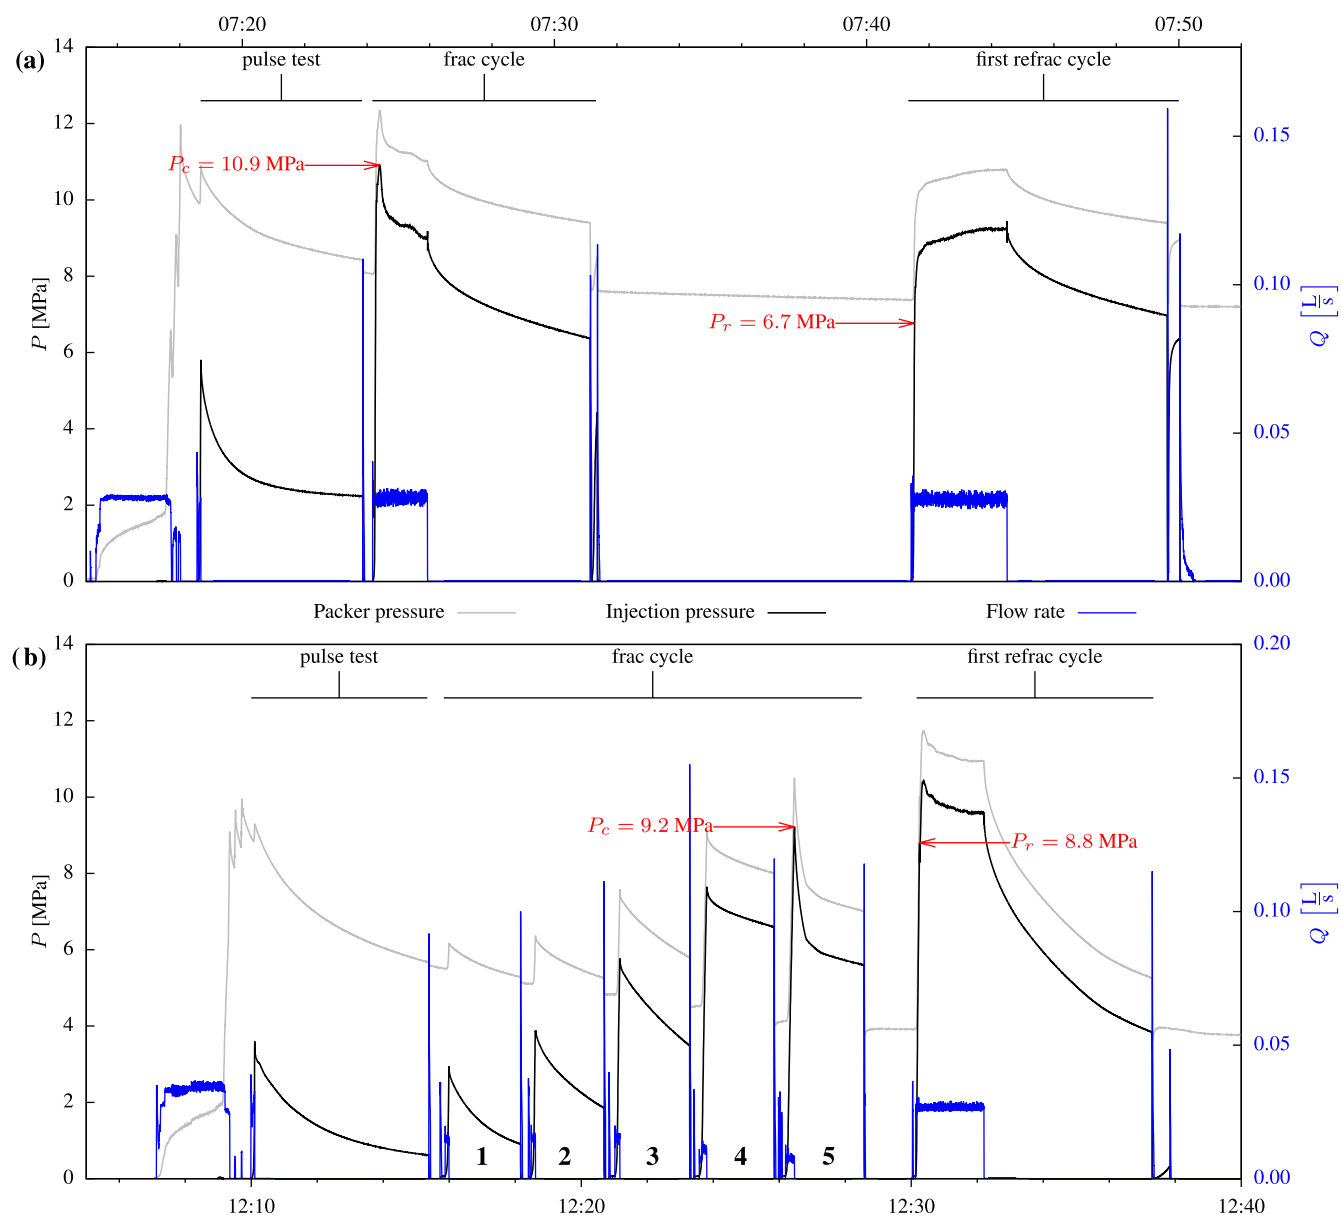 07:20 07:30 07:40 07:50
(a)
14
12
10
8
6
4
2
0
P [MPa]
pulse test
frac cycle
first refrac cycle
P_c = 10.9 MPa
P_r = 6.7 MPa
0.15
0.10
0.05
0.00
Q [L/s]
Packer pressure
Injection pressure
Flow rate
(b)
14
12
10
8
6
4
2
0
P [MPa]
pulse test
frac cycle
first refrac cycle
P_c = 9.2 MPa
P_r = 8.8 MPa
1 2 3 4 5
0.20
0.15
0.10
0.05
0.00
Q [L/s]
12:10 12:20 12:30 12:40